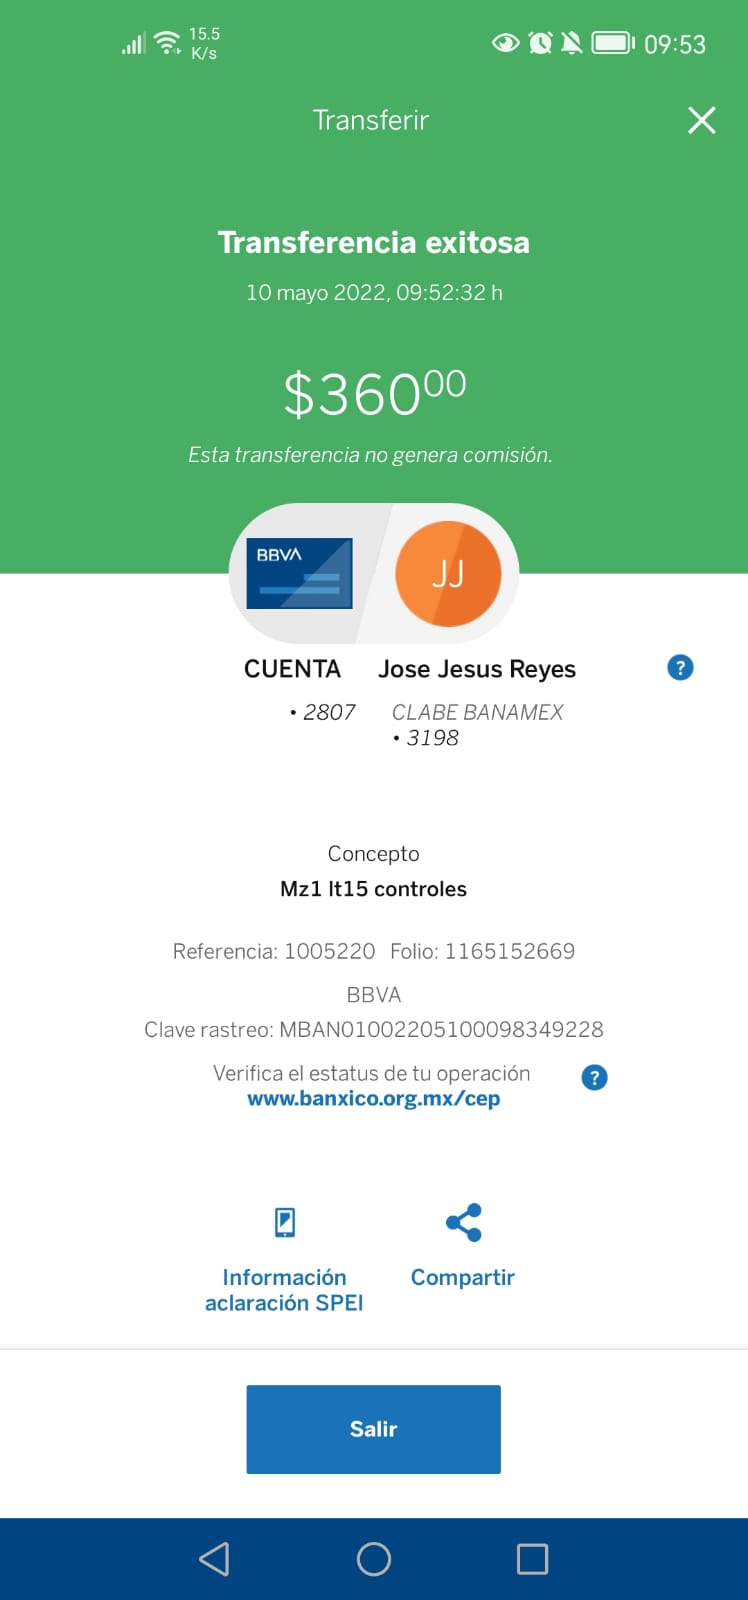 15.5
K/s
09:53
Transferir
Transferencia exitosa
10 mayo 2022, 09:52:32 h
$360⁰⁰
Esta transferencia no genera comisión.
BBVA
JJ
CUENTA
• 2807
Jose Jesus Reyes
CLABE BANAMEX
• 3198
?
Concepto
Mz1 lt15 controles
Referencia: 1005220 Folio: 1165152669
BBVA
Clave rastreo: MBAN01002205100098349228
Verifica el estatus de tu operación
www.banxico.org.mx/cep
?
Información
aclaración SPEI
Compartir
Salir